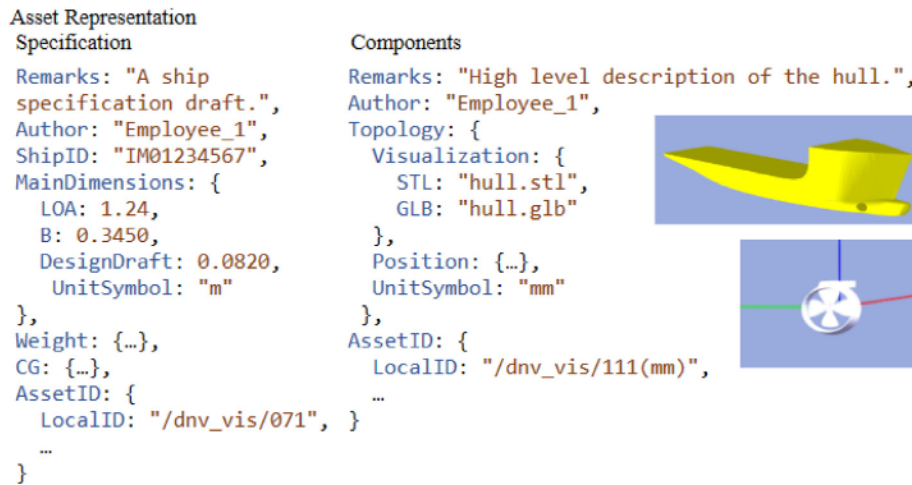 Asset Representation
Specification
Remarks: "A ship
specification draft.",
Author: "Employee_1",
ShipID: "IM01234567",
MainDimensions: {
LOA: 1.24,
B: 0.3450,
DesignDraft: 0.0820,
UnitSymbol: "m"
},
Weight: {…},
CG: {…},
AssetID: {
LocalID: "/dnv_vis/071",
…
}
Components
Remarks: "High level description of the hull.",
Author: "Employee_1",
Topology: {
Visualization: {
STL: "hull.stl",
GLB: "hull.glb"
},
Position: {…},
UnitSymbol: "mm"
},
AssetID: {
LocalID: "/dnv_vis/111(mm)",
…
}